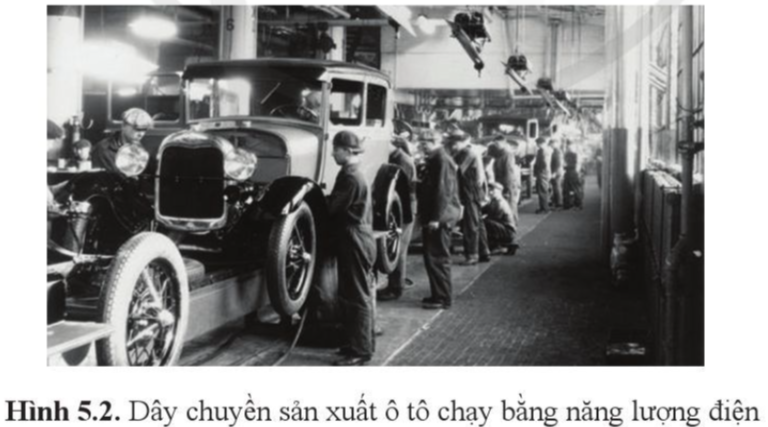 Hình 5.2. Dây chuyền sản xuất ô tô chạy bằng năng lượng điện